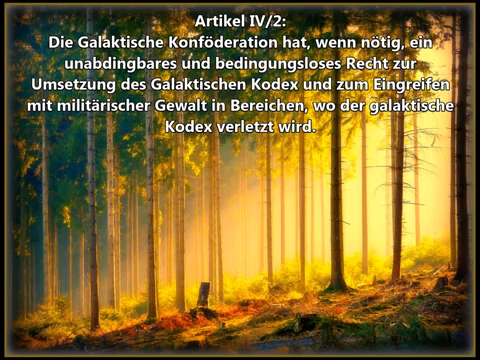 Artikel IV/2:
Die Galaktische Konföderation hat, wenn nötig, ein
unabdingbares und bedingungsloses Recht zur
Umsetzung des Galaktischen Kodex und zum Eingreifen
mit militärischer Gewalt in Bereichen, wo der galaktische
Kodex verletzt wird.